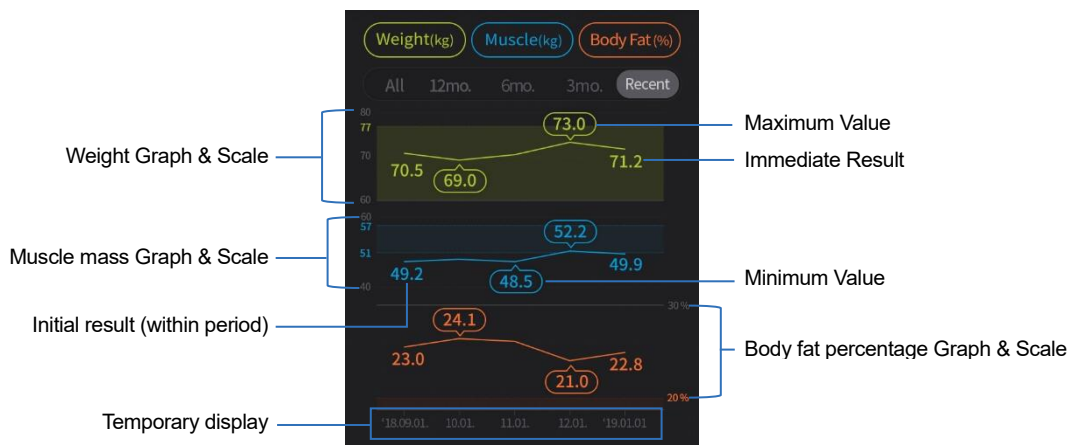 Weight(kg) Muscle(kg) Body Fat(%)
All 12mo. 6mo. 3mo. Recent
80
77
73.0
Maximum Value
Weight Graph & Scale
70
70.5
69.0
71.2
Immediate Result
60
60
57
52.2
Muscle mass Graph & Scale
51
49.2
48.5
49.9
Minimum Value
40
30 %
Initial result (within period)
24.1
23.0
21.0
22.8
Body fat percentage Graph & Scale
20 %
Temporary display
'18.09.01. 10.01. 11.01. 12.01. '19.01.01